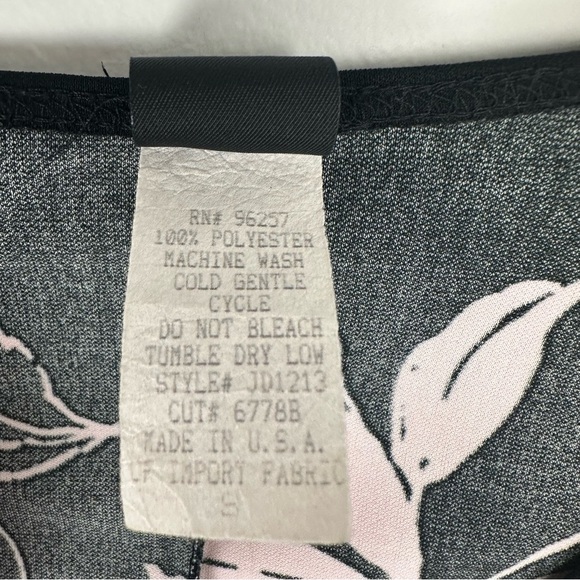 RN# 96257
100% POLYESTER
MACHINE WASH
COLD GENTLE
CYCLE
DO NOT BLEACH
TUMBLE DRY LOW
STYLE# JD1213
CUT# 6778B
MADE IN U.S.A.
OF IMPORT FABRIC
S